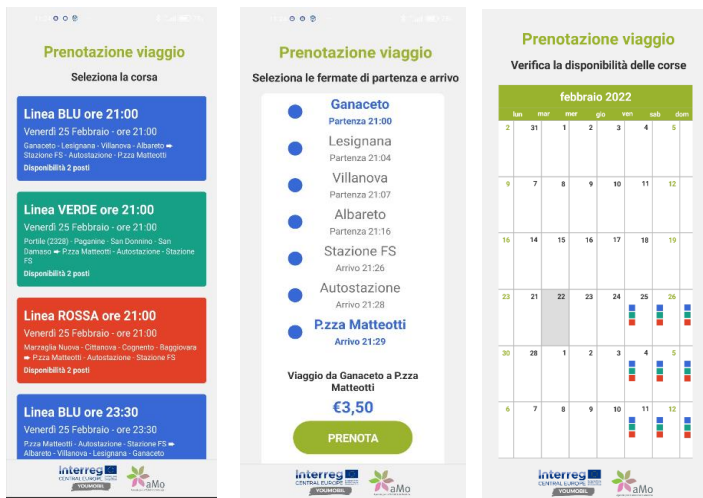 Prenotazione viaggio
Seleziona la corsa
Linea BLU ore 21:00
Venerdì 25 Febbraio - ore 21:00
Ganaceto - Lesignana - Villanova - Albareto ➨
Stazione FS - Autostazione - P.zza Matteotti
Disponibilità 2 posti
Linea VERDE ore 21:00
Venerdì 25 Febbraio - ore 21:00
Portile (2328) - Paganine - San Donnino - San
Damaso ➨ P.zza Matteotti - Autostazione - Stazione
FS
Disponibilità 2 posti
Linea ROSSA ore 21:00
Venerdì 25 Febbraio - ore 21:00
Marzaglia Nuova - Cittanova - Cognento - Baggiovara
➨ P.zza Matteotti - Autostazione - Stazione FS
Disponibilità 2 posti
Linea BLU ore 23:30
Venerdì 25 Febbraio - ore 23:30
P.zza Matteotti - Autostazione - Stazione FS ➨
Albareto - Villanova - Lesignana - Ganaceto
Interreg
CENTRAL EUROPE
YOUMOBIL
aMo
Prenotazione viaggio
Seleziona le fermate di partenza e arrivo
Ganaceto
Partenza 21:00
Lesignana
Partenza 21:04
Villanova
Partenza 21:07
Albareto
Partenza 21:16
Stazione FS
Arrivo 21:26
Autostazione
Arrivo 21:28
P.zza Matteotti
Arrivo 21:29
Viaggio da Ganaceto a P.zza
Matteotti
€3,50
PRENOTA
Interreg
CENTRAL EUROPE
YOUMOBIL
aMo
Prenotazione viaggio
Verifica la disponibilità delle corse
febbraio 2022
lun mar mer gio ven sab dom
2 31 1 2 3 4 5
9 7 8 9 10 11 12
16 14 15 16 17 18 19
23 21 22 23 24 25 26
30 28 1 2 3 4 5
6 7 8 9 10 11 12
Interreg
CENTRAL EUROPE
YOUMOBIL
aMo